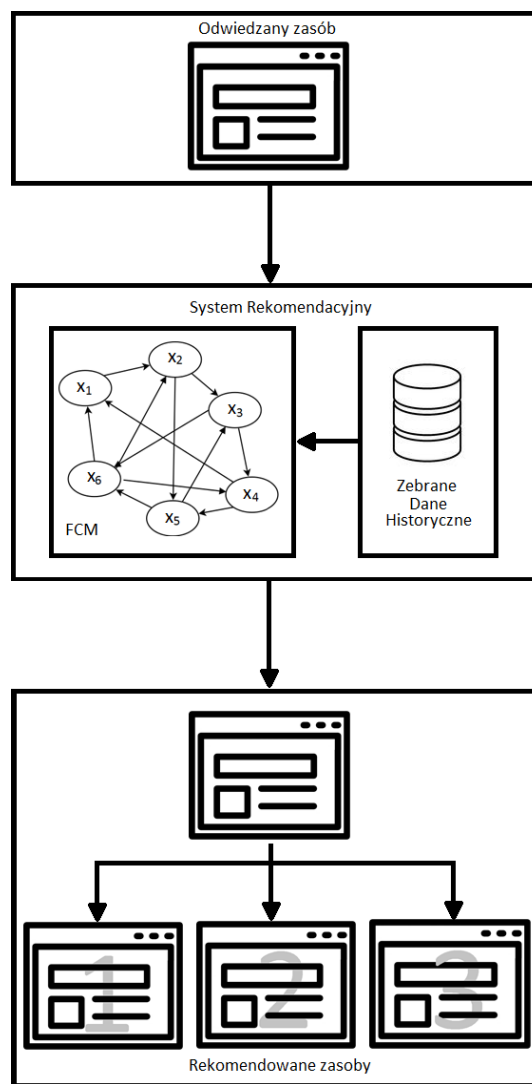 Odwiedzany zasób
System Rekomendacyjny
x2
x1
x3
x6
x4
x5
FCM
Zebrane
Dane
Historyczne
1 2 3
Rekomendowane zasoby